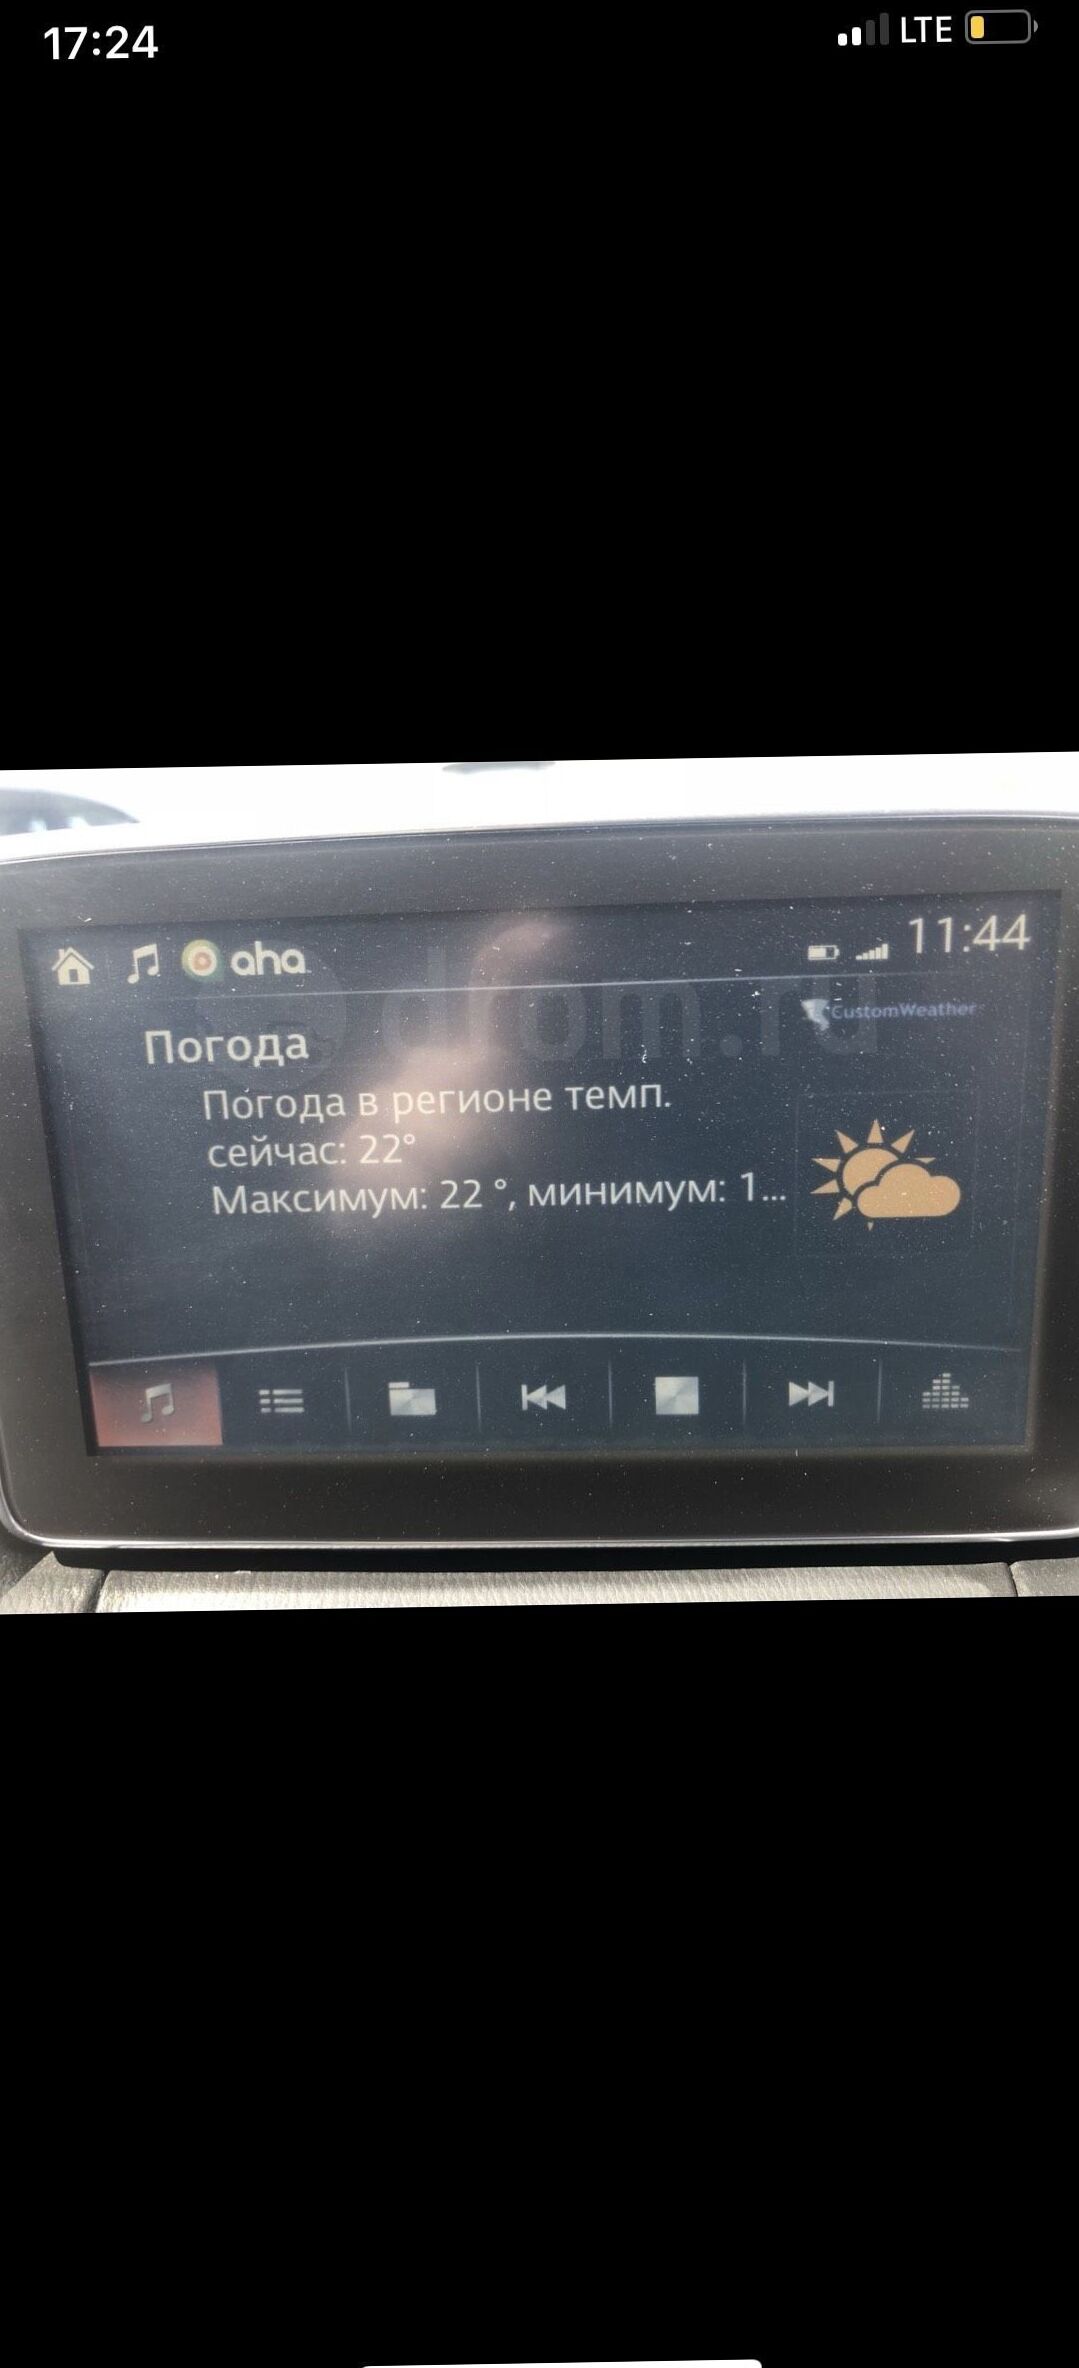 17:24
LTE
aha
11:44
drom.ru
CustomWeather
Погода
Погода в регионе темп.
сейчас: 22°
Максимум: 22 °, минимум: 1...